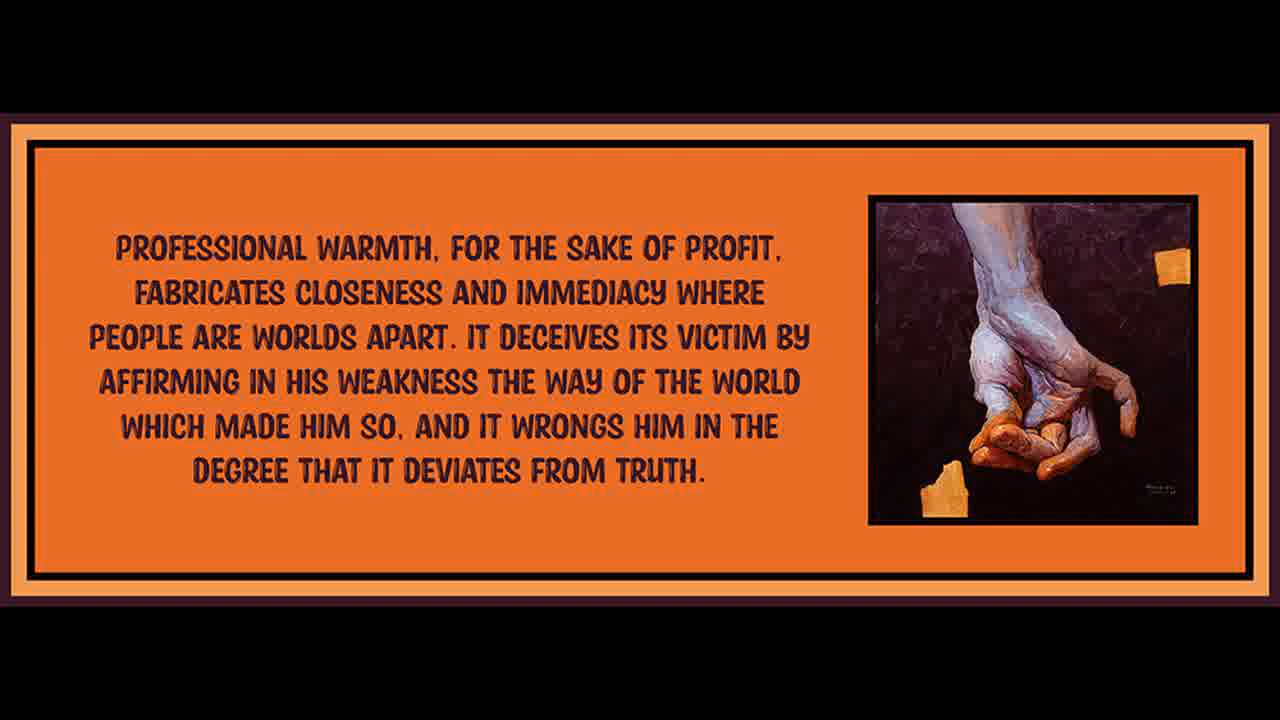 PROFESSIONAL WARMTH, FOR THE SAKE OF PROFIT,
FABRICATES CLOSENESS AND IMMEDIACY WHERE
PEOPLE ARE WORLDS APART. IT DECEIVES ITS VICTIM BY
AFFIRMING IN HIS WEAKNESS THE WAY OF THE WORLD
WHICH MADE HIM SO, AND IT WRONGS HIM IN THE
DEGREE THAT IT DEVIATES FROM TRUTH.